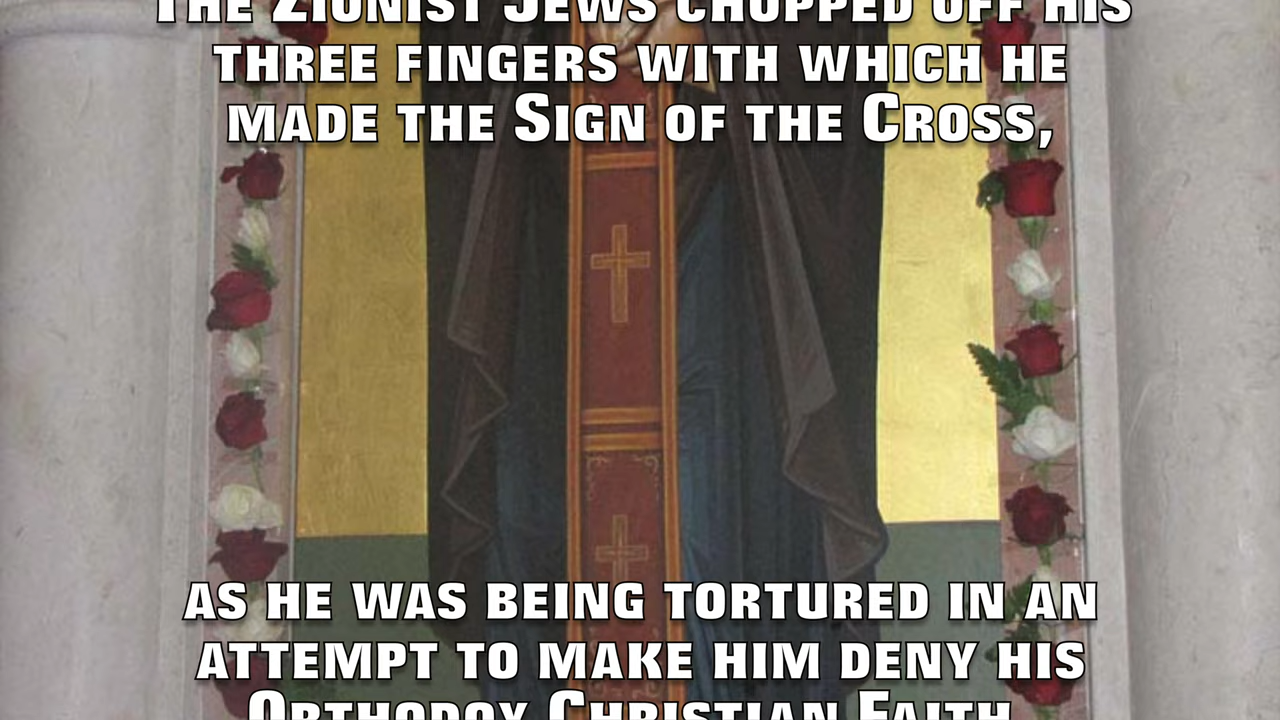 The Zionist Jews chopped off his
three fingers with which he
made the Sign of the Cross,
as he was being tortured in an
attempt to make him deny his
Orthodox Christian Faith